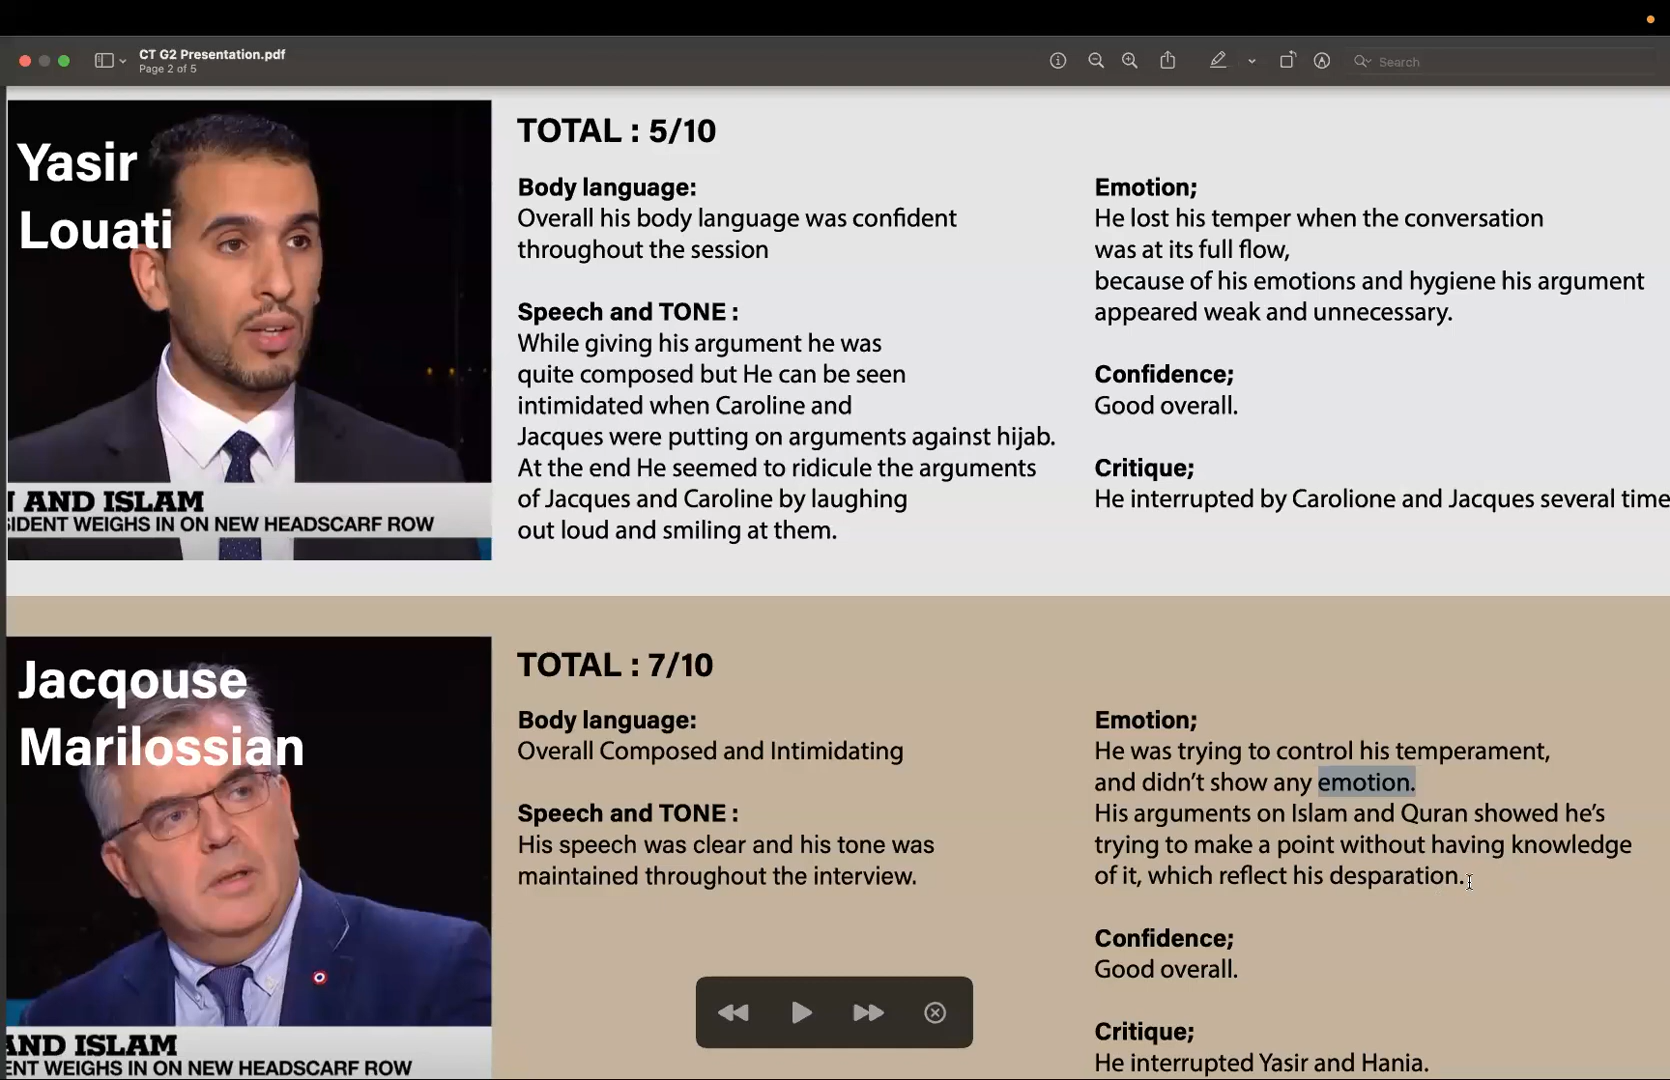 CT G2 Presentation.pdf
Page 2 of 5
Search
Yasir
Louati
N AND ISLAM
SIDENT WEIGHS IN ON NEW HEADSCARF ROW
TOTAL : 5/10
Body language:
Overall his body language was confident
throughout the session
Speech and TONE :
While giving his argument he was
quite composed but He can be seen
intimidated when Caroline and
Jacques were putting on arguments against hijab.
At the end He seemed to ridicule the arguments
of Jacques and Caroline by laughing
out loud and smiling at them.
Emotion;
He lost his temper when the conversation
was at its full flow,
because of his emotions and hygiene his argument
appeared weak and unnecessary.
Confidence;
Good overall.
Critique;
He interrupted by Carolione and Jacques several time
Jacqouse
Marilossian
AND ISLAM
ENT WEIGHS IN ON NEW HEADSCARF ROW
TOTAL : 7/10
Body language:
Overall Composed and Intimidating
Speech and TONE :
His speech was clear and his tone was
maintained throughout the interview.
Emotion;
He was trying to control his temperament,
and didn’t show any emotion.
His arguments on Islam and Quran showed he’s
trying to make a point without having knowledge
of it, which reflect his desparation.
Confidence;
Good overall.
Critique;
He interrupted Yasir and Hania.